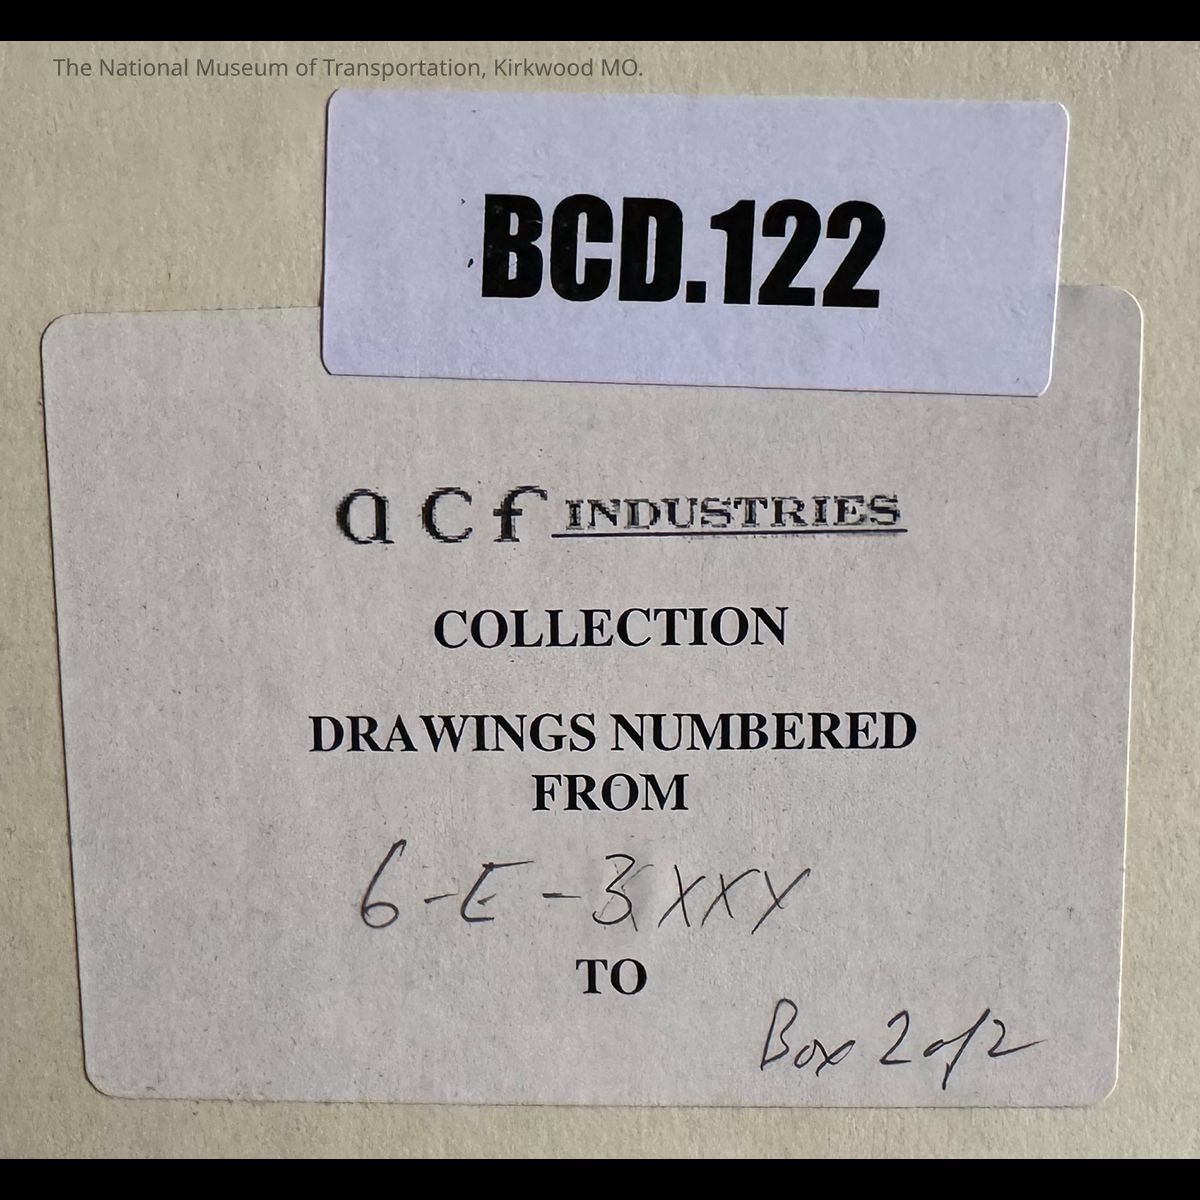 The National Museum of Transportation, Kirkwood MO.
BCD.122
acf INDUSTRIES
COLLECTION
DRAWINGS NUMBERED
FROM
6-E-3XXX
TO
Box 2 of 2